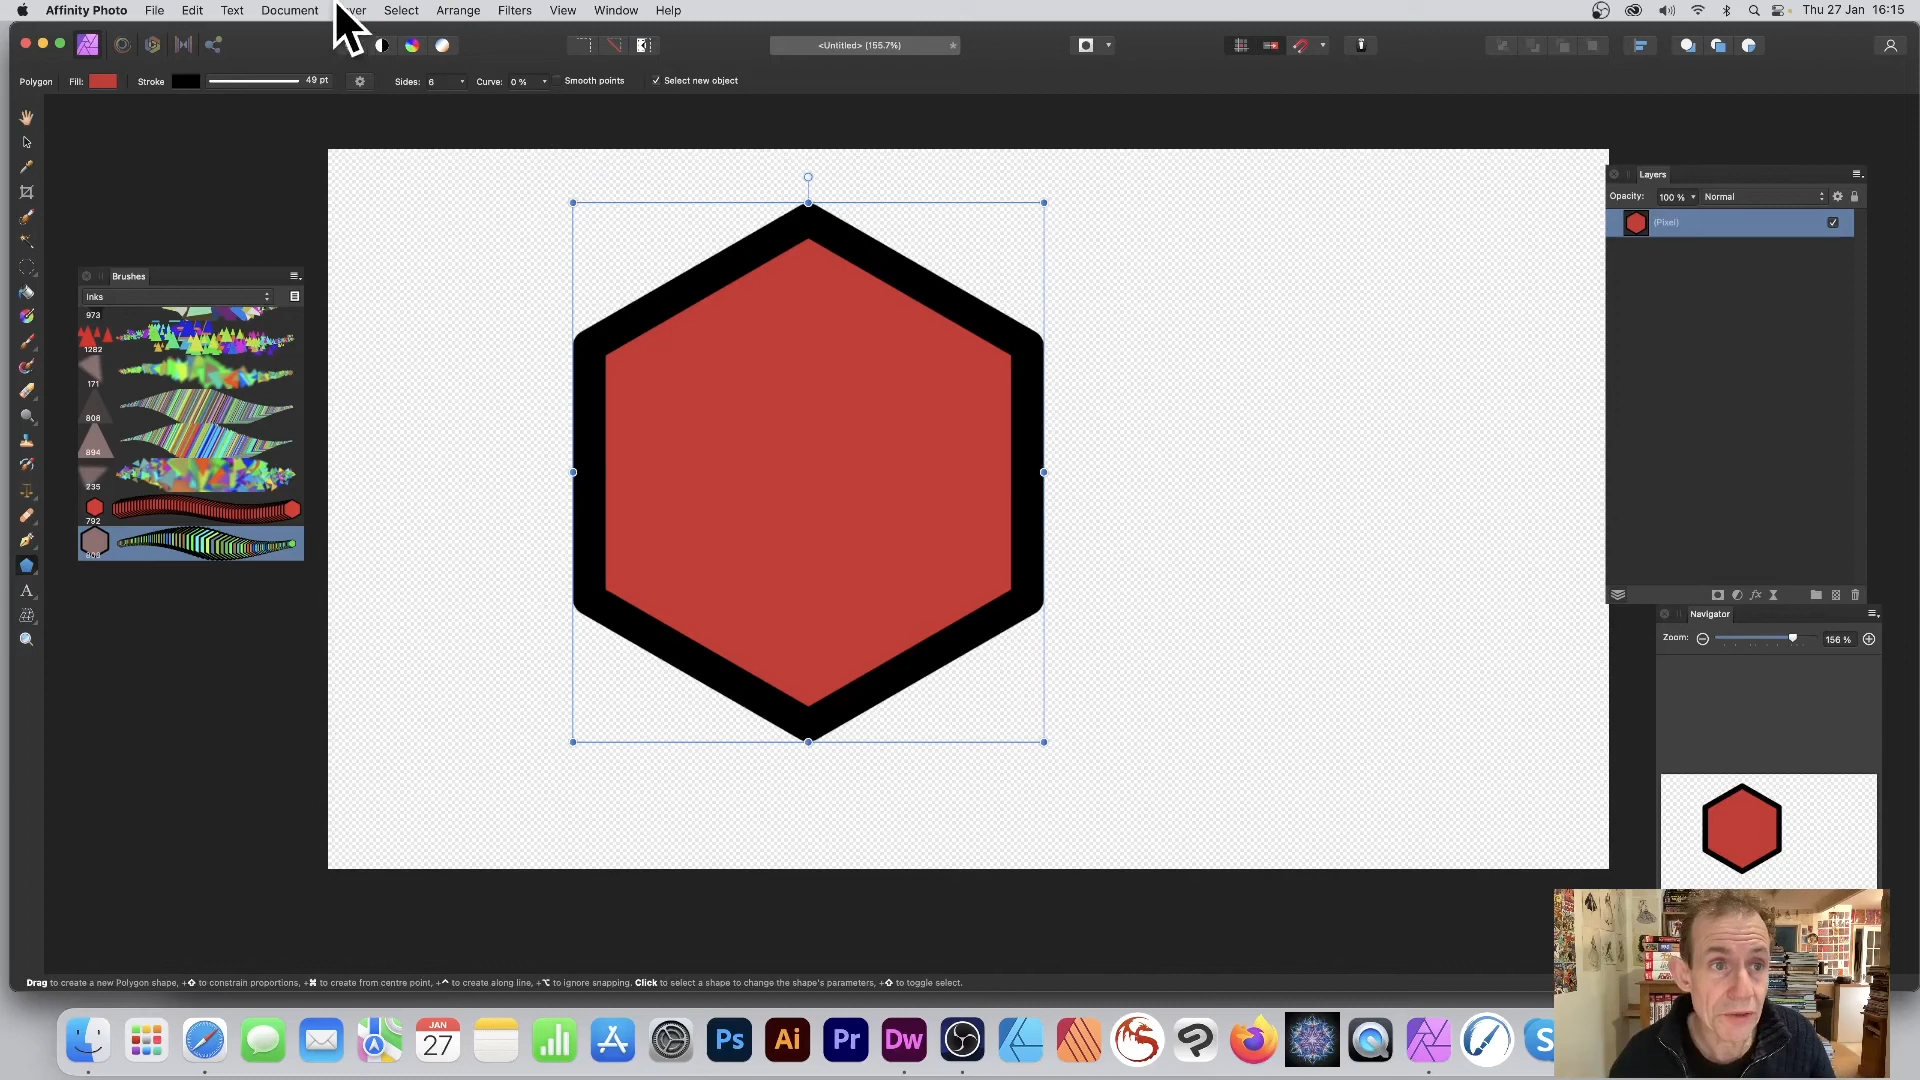 Affinity Photo File Edit Text Document Select Arrange Filters View Window Help Thu 27 Jan 16:15
<Untitled> (155.7%)
Polygon Fill: Stroke 49 pt Sides: 6 Curve: 0 % Smooth points Select new object
Layers
Opacity: 100 % Normal
(Pixel)
Brushes
Inks
973
1282
171
808
894
235
792
808
Navigator
Zoom: 156 %
Drag to create a new Polygon shape, +⇧ to constrain proportions, +⌘ to create from centre point, +⌃ to create along line, +⌥ to ignore snapping. Click to select a shape to change the shape's parameters, +⇧ to toggle select.
JAN
27
Ps
Ai
Pr
Dw
A
fx